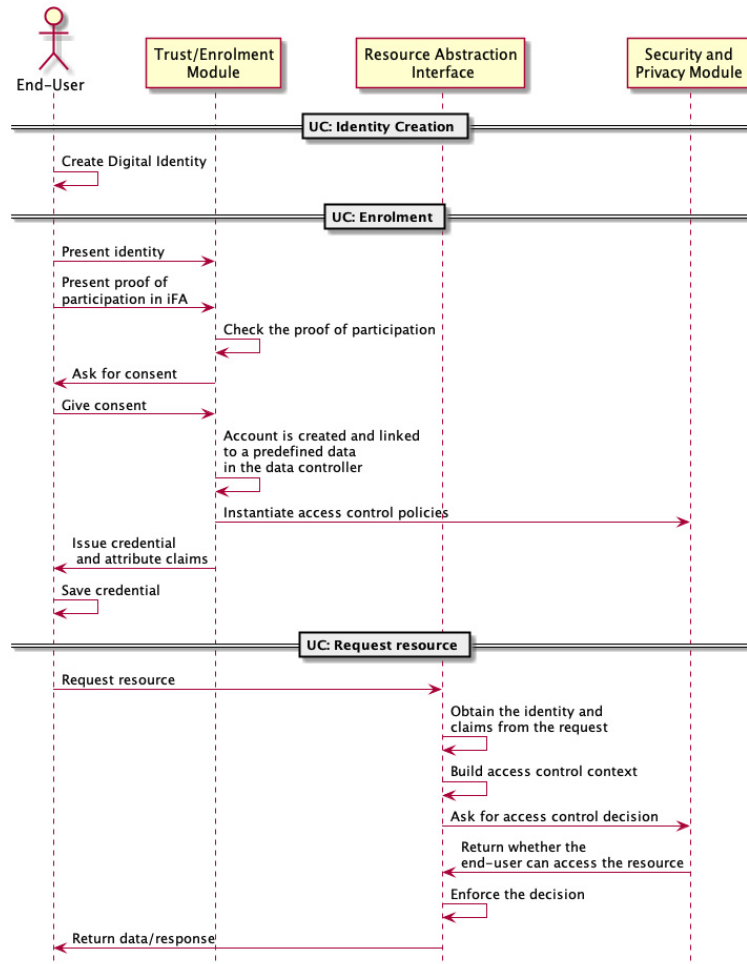 End-User
Trust/Enrolment
Module
Resource Abstraction
Interface
Security and
Privacy Module
UC: Identity Creation
Create Digital Identity
UC: Enrolment
Present identity
Present proof of
participation in iFA
Check the proof of participation
Ask for consent
Give consent
Account is created and linked
to a predefined data
in the data controller
Instantiate access control policies
Issue credential
and attribute claims
Save credential
UC: Request resource
Request resource
Obtain the identity and
claims from the request
Build access control context
Ask for access control decision
Return whether the
end-user can access the resource
Enforce the decision
Return data/response